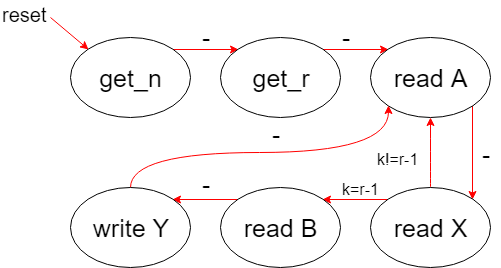 reset
-
-
get_n
get_r
read A
-
k!=r-1
-
-
k=r-1
write Y
read B
read X